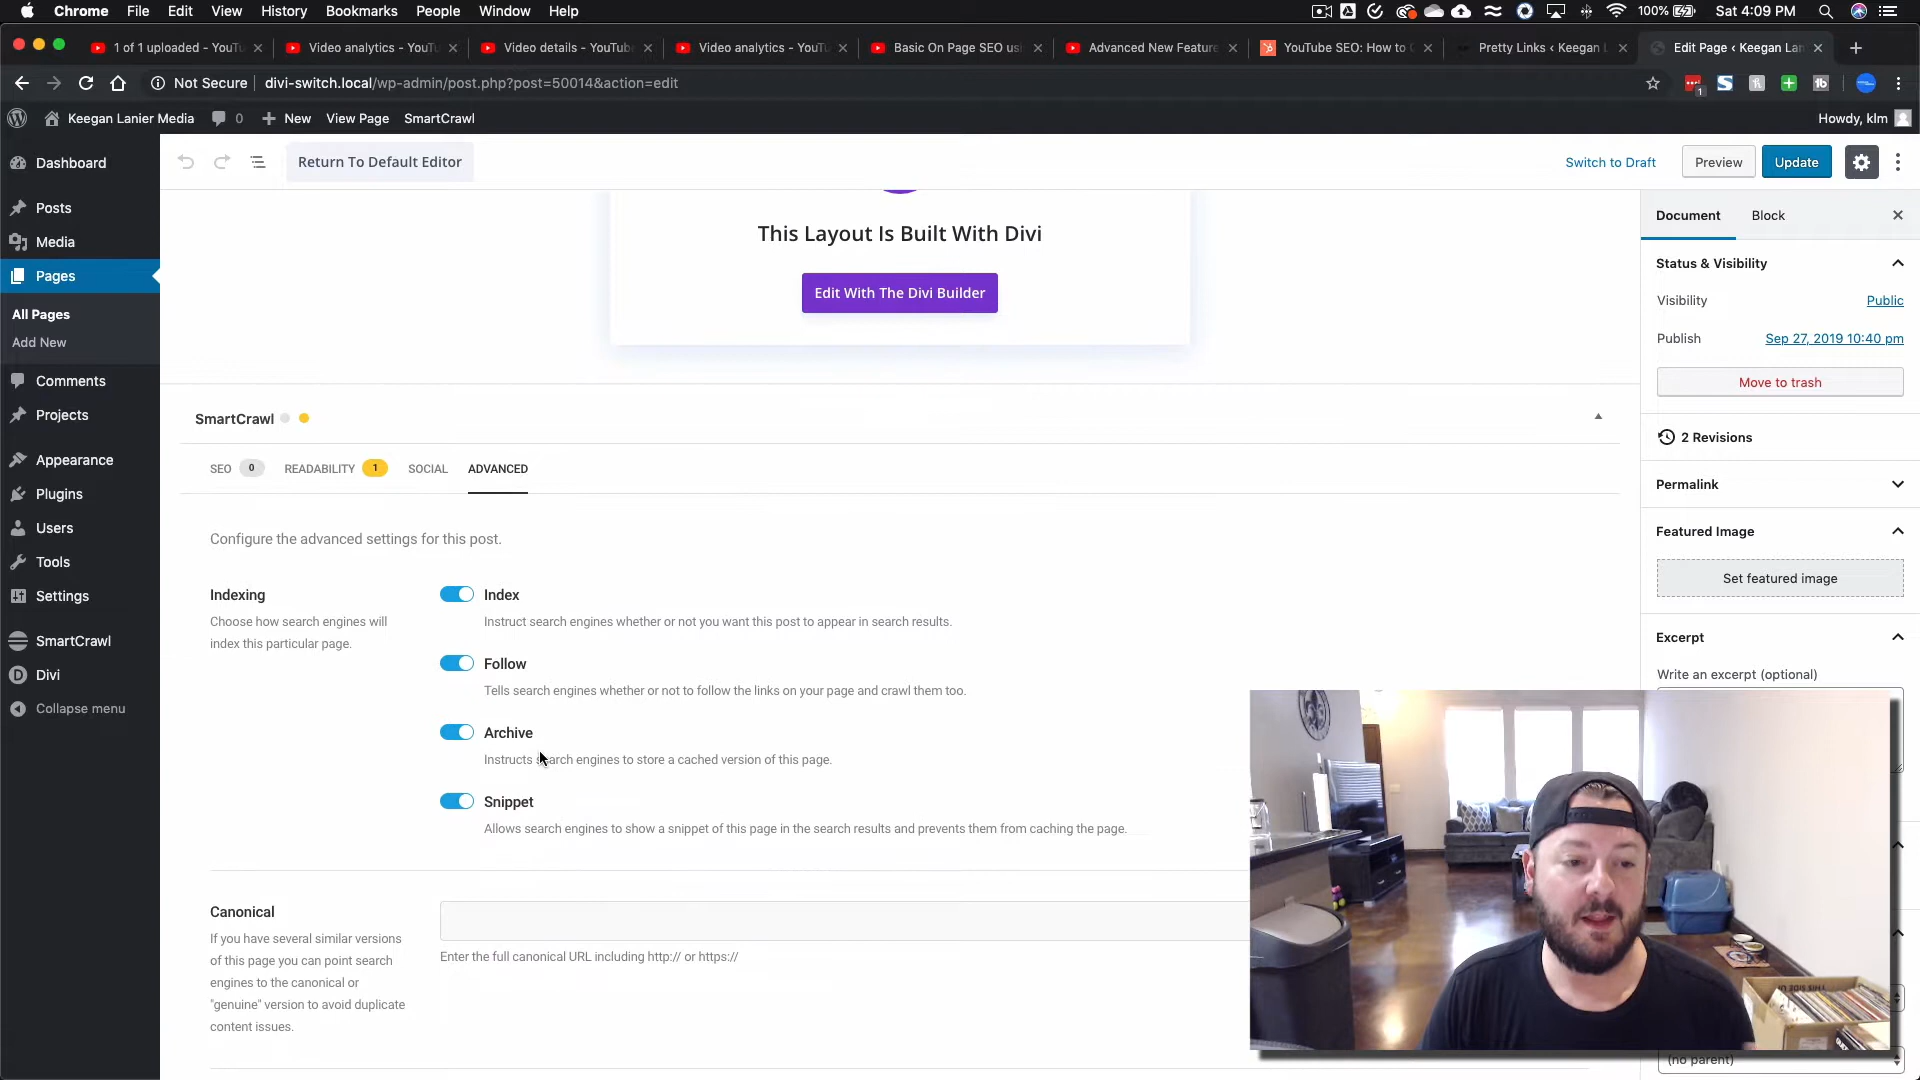 Chrome File Edit View History Bookmarks People Window Help 100% Sat 4:09 PM
1 of 1 uploaded - YouTu
Video analytics - YouTu
Video details - YouTube
Video analytics - YouTu
Basic On Page SEO usi
Advanced New Feature
YouTube SEO: How to
Pretty Links ‹ Keegan L
Edit Page ‹ Keegan Lan
Not Secure divi-switch.local/wp-admin/post.php?post=50014&action=edit
Keegan Lanier Media 0 New View Page SmartCrawl Howdy, klm
Dashboard
Posts
Media
Pages
All Pages
Add New
Comments
Projects
Appearance
Plugins
Users
Tools
Settings
SmartCrawl
Divi
Collapse menu
Return To Default Editor Switch to Draft Preview Update
This Layout Is Built With Divi
Edit With The Divi Builder
SmartCrawl
SEO 0 READABILITY 1 SOCIAL ADVANCED
Configure the advanced settings for this post.
Indexing
Choose how search engines will
index this particular page.
Index
Instruct search engines whether or not you want this post to appear in search results.
Follow
Tells search engines whether or not to follow the links on your page and crawl them too.
Archive
Instructs search engines to store a cached version of this page.
Snippet
Allows search engines to show a snippet of this page in the search results and prevents them from caching the page.
Canonical
If you have several similar versions
of this page you can point search
engines to the canonical or
"genuine" version to avoid duplicate
content issues.
Enter the full canonical URL including http:// or https://
Document Block
Status & Visibility
Visibility Public
Publish Sep 27, 2019 10:40 pm
Move to trash
2 Revisions
Permalink
Featured Image
Set featured image
Excerpt
Write an excerpt (optional)
(no parent)